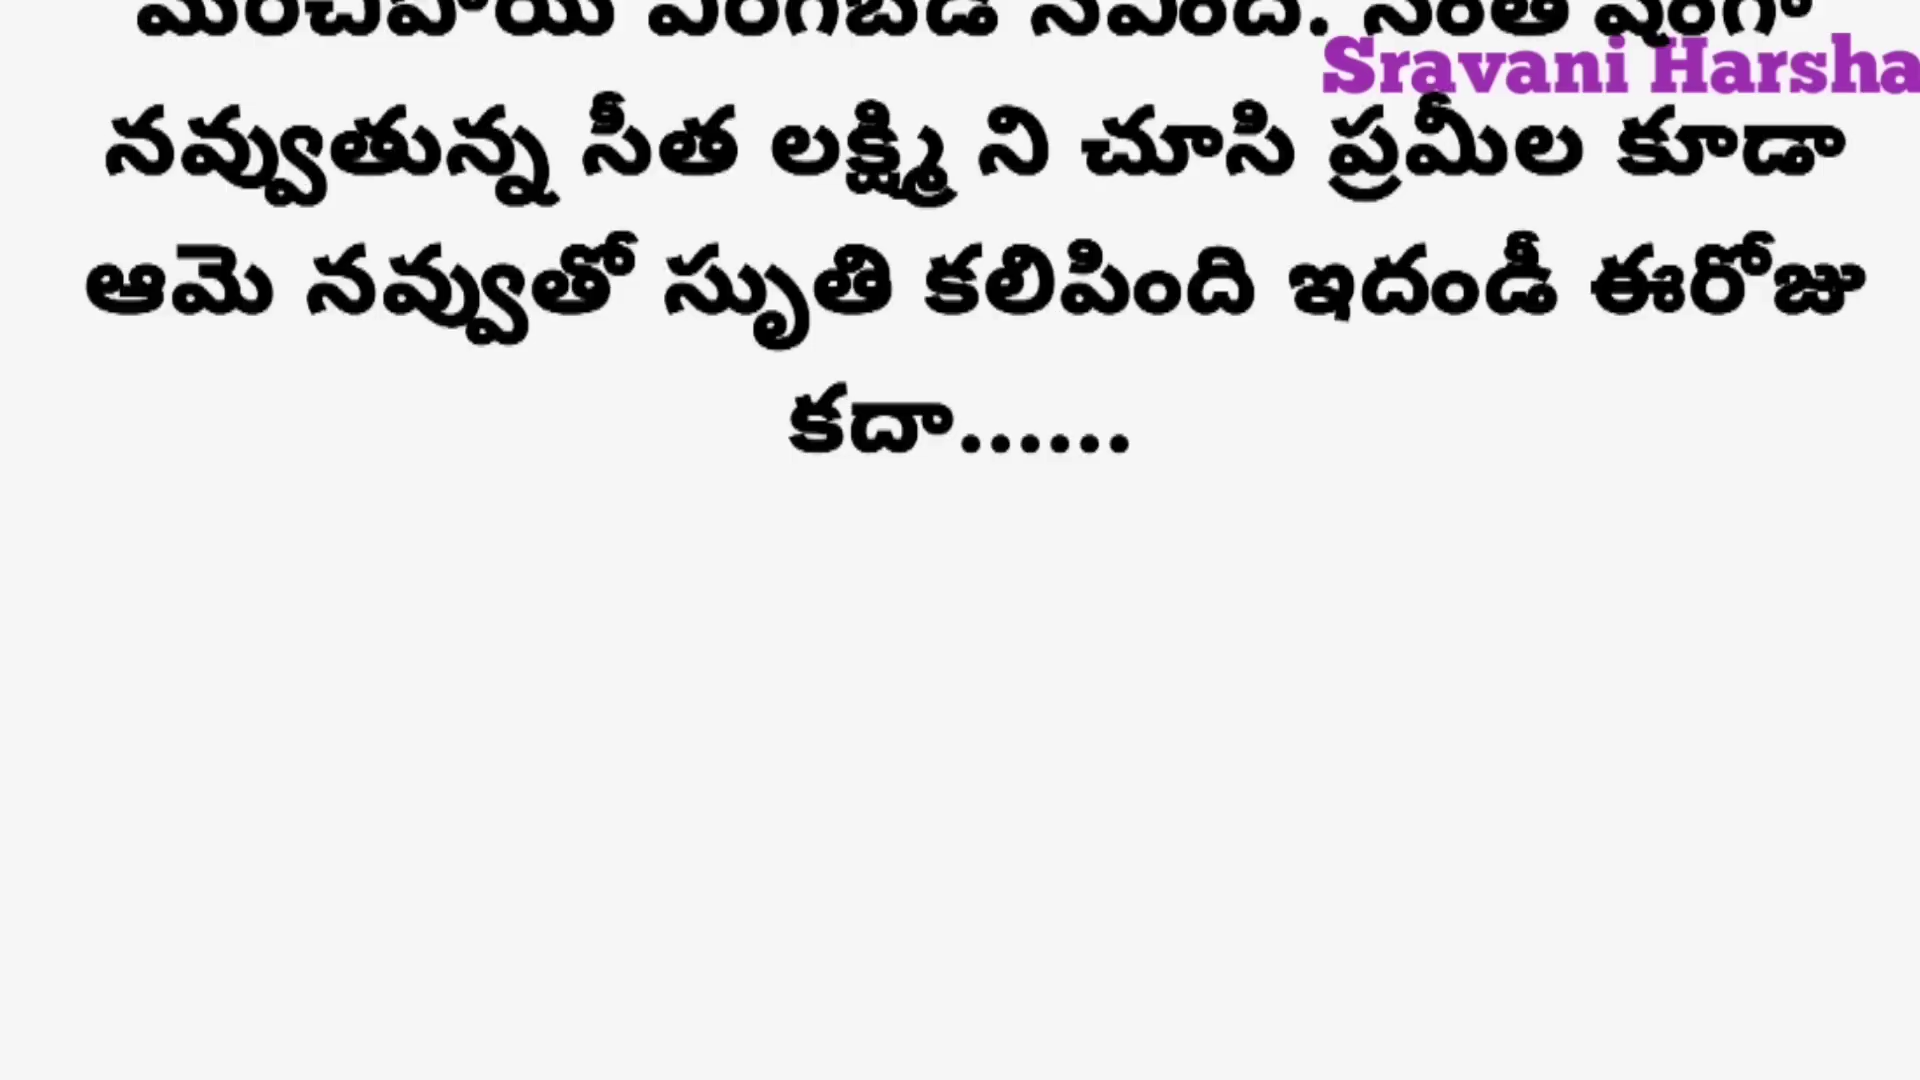 Sravani Harsha
నవ్వుతున్న సీత లక్ష్మి ని చూసి ప్రమీల కూడా
ఆమె నవ్వుతో సృుతి కలిపింది ఇదండీ ఈరోజు
కదా......